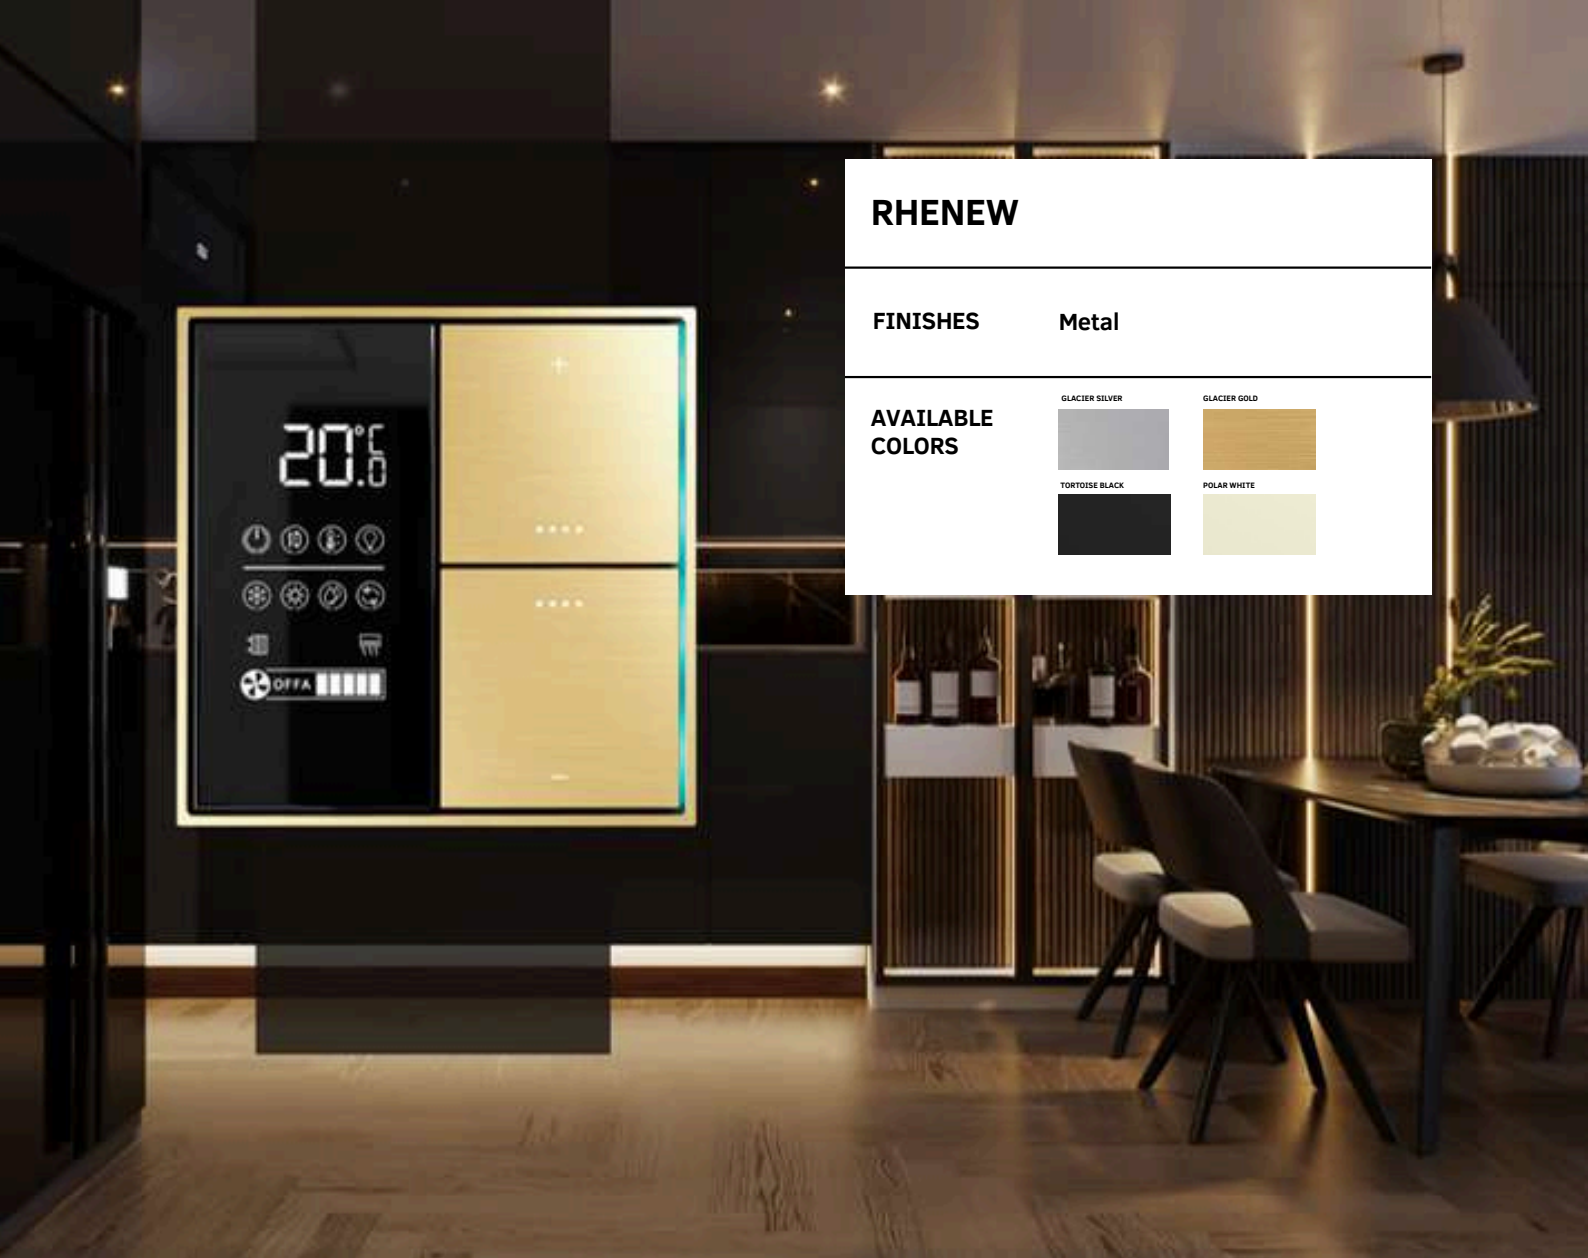 RHENEW
FINISHES Metal
AVAILABLE
COLORS
GLACIER SILVER GLACIER GOLD
TORTOISE BLACK POLAR WHITE
20°C
.0
OFFA